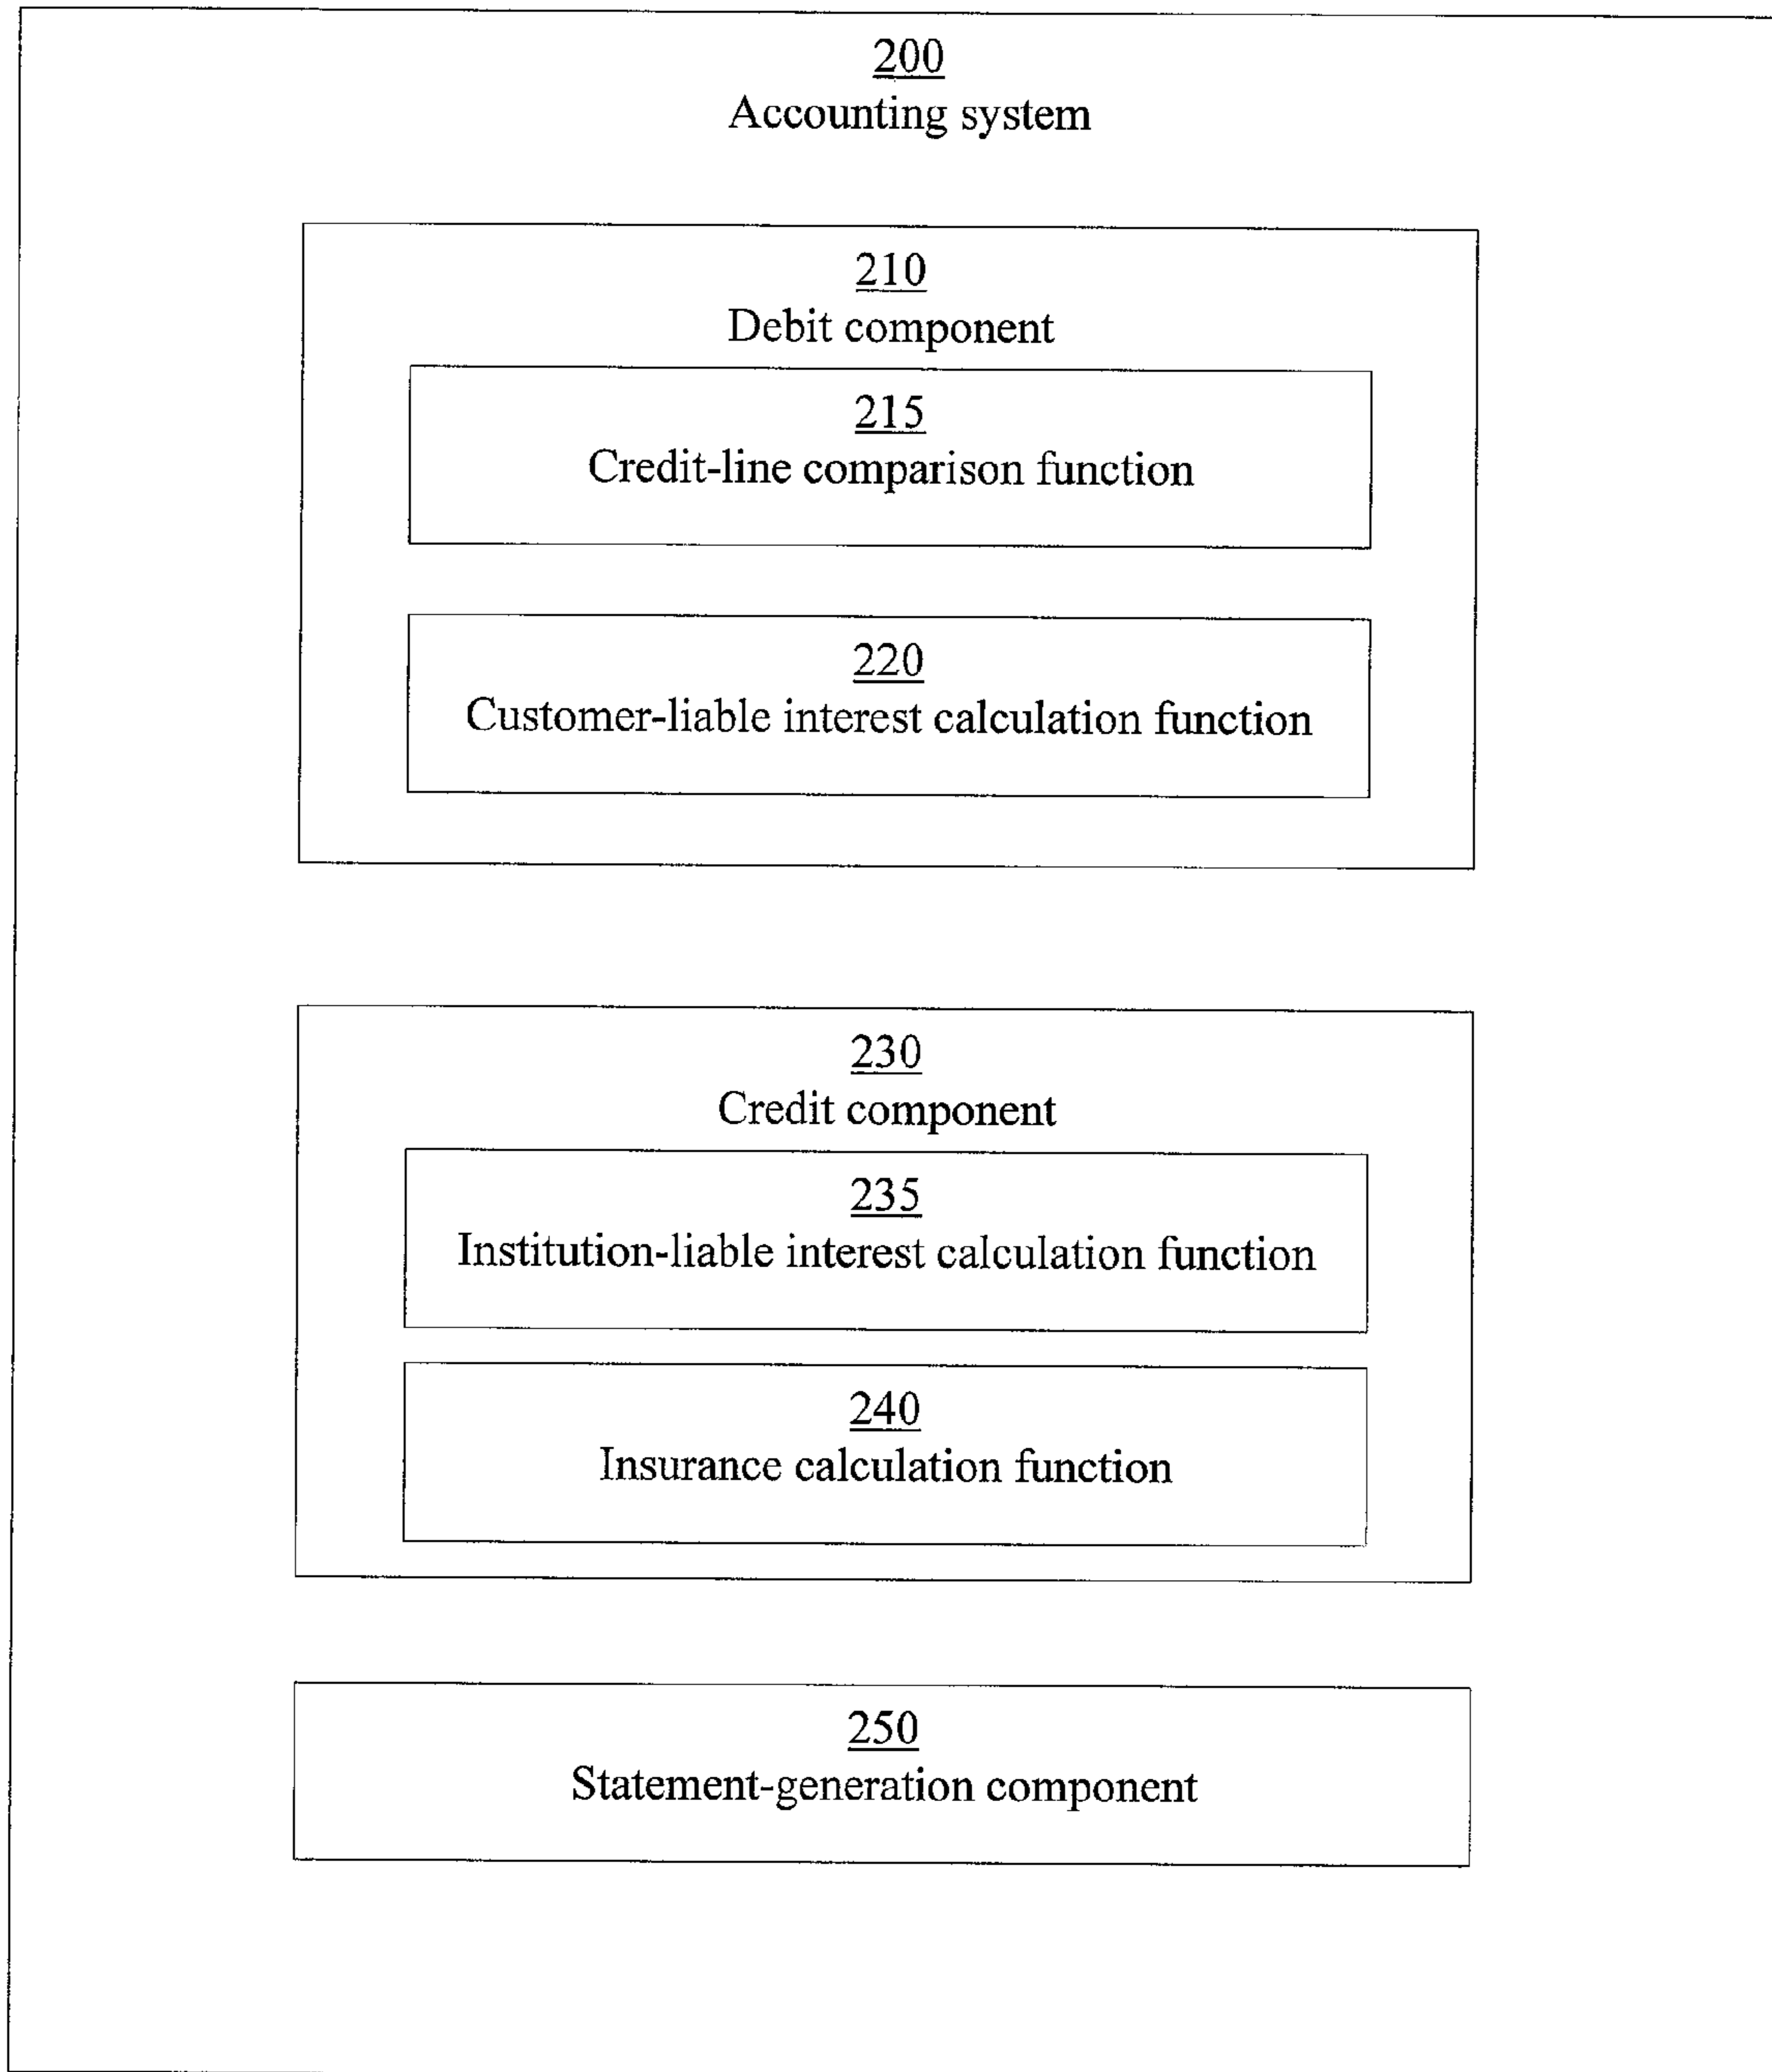 200
Accounting system
210
Debit component
215
Credit-line comparison function
220
Customer-liable interest calculation function
230
Credit component
235
Institution-liable interest calculation function
240
Insurance calculation function
250
Statement-generation component